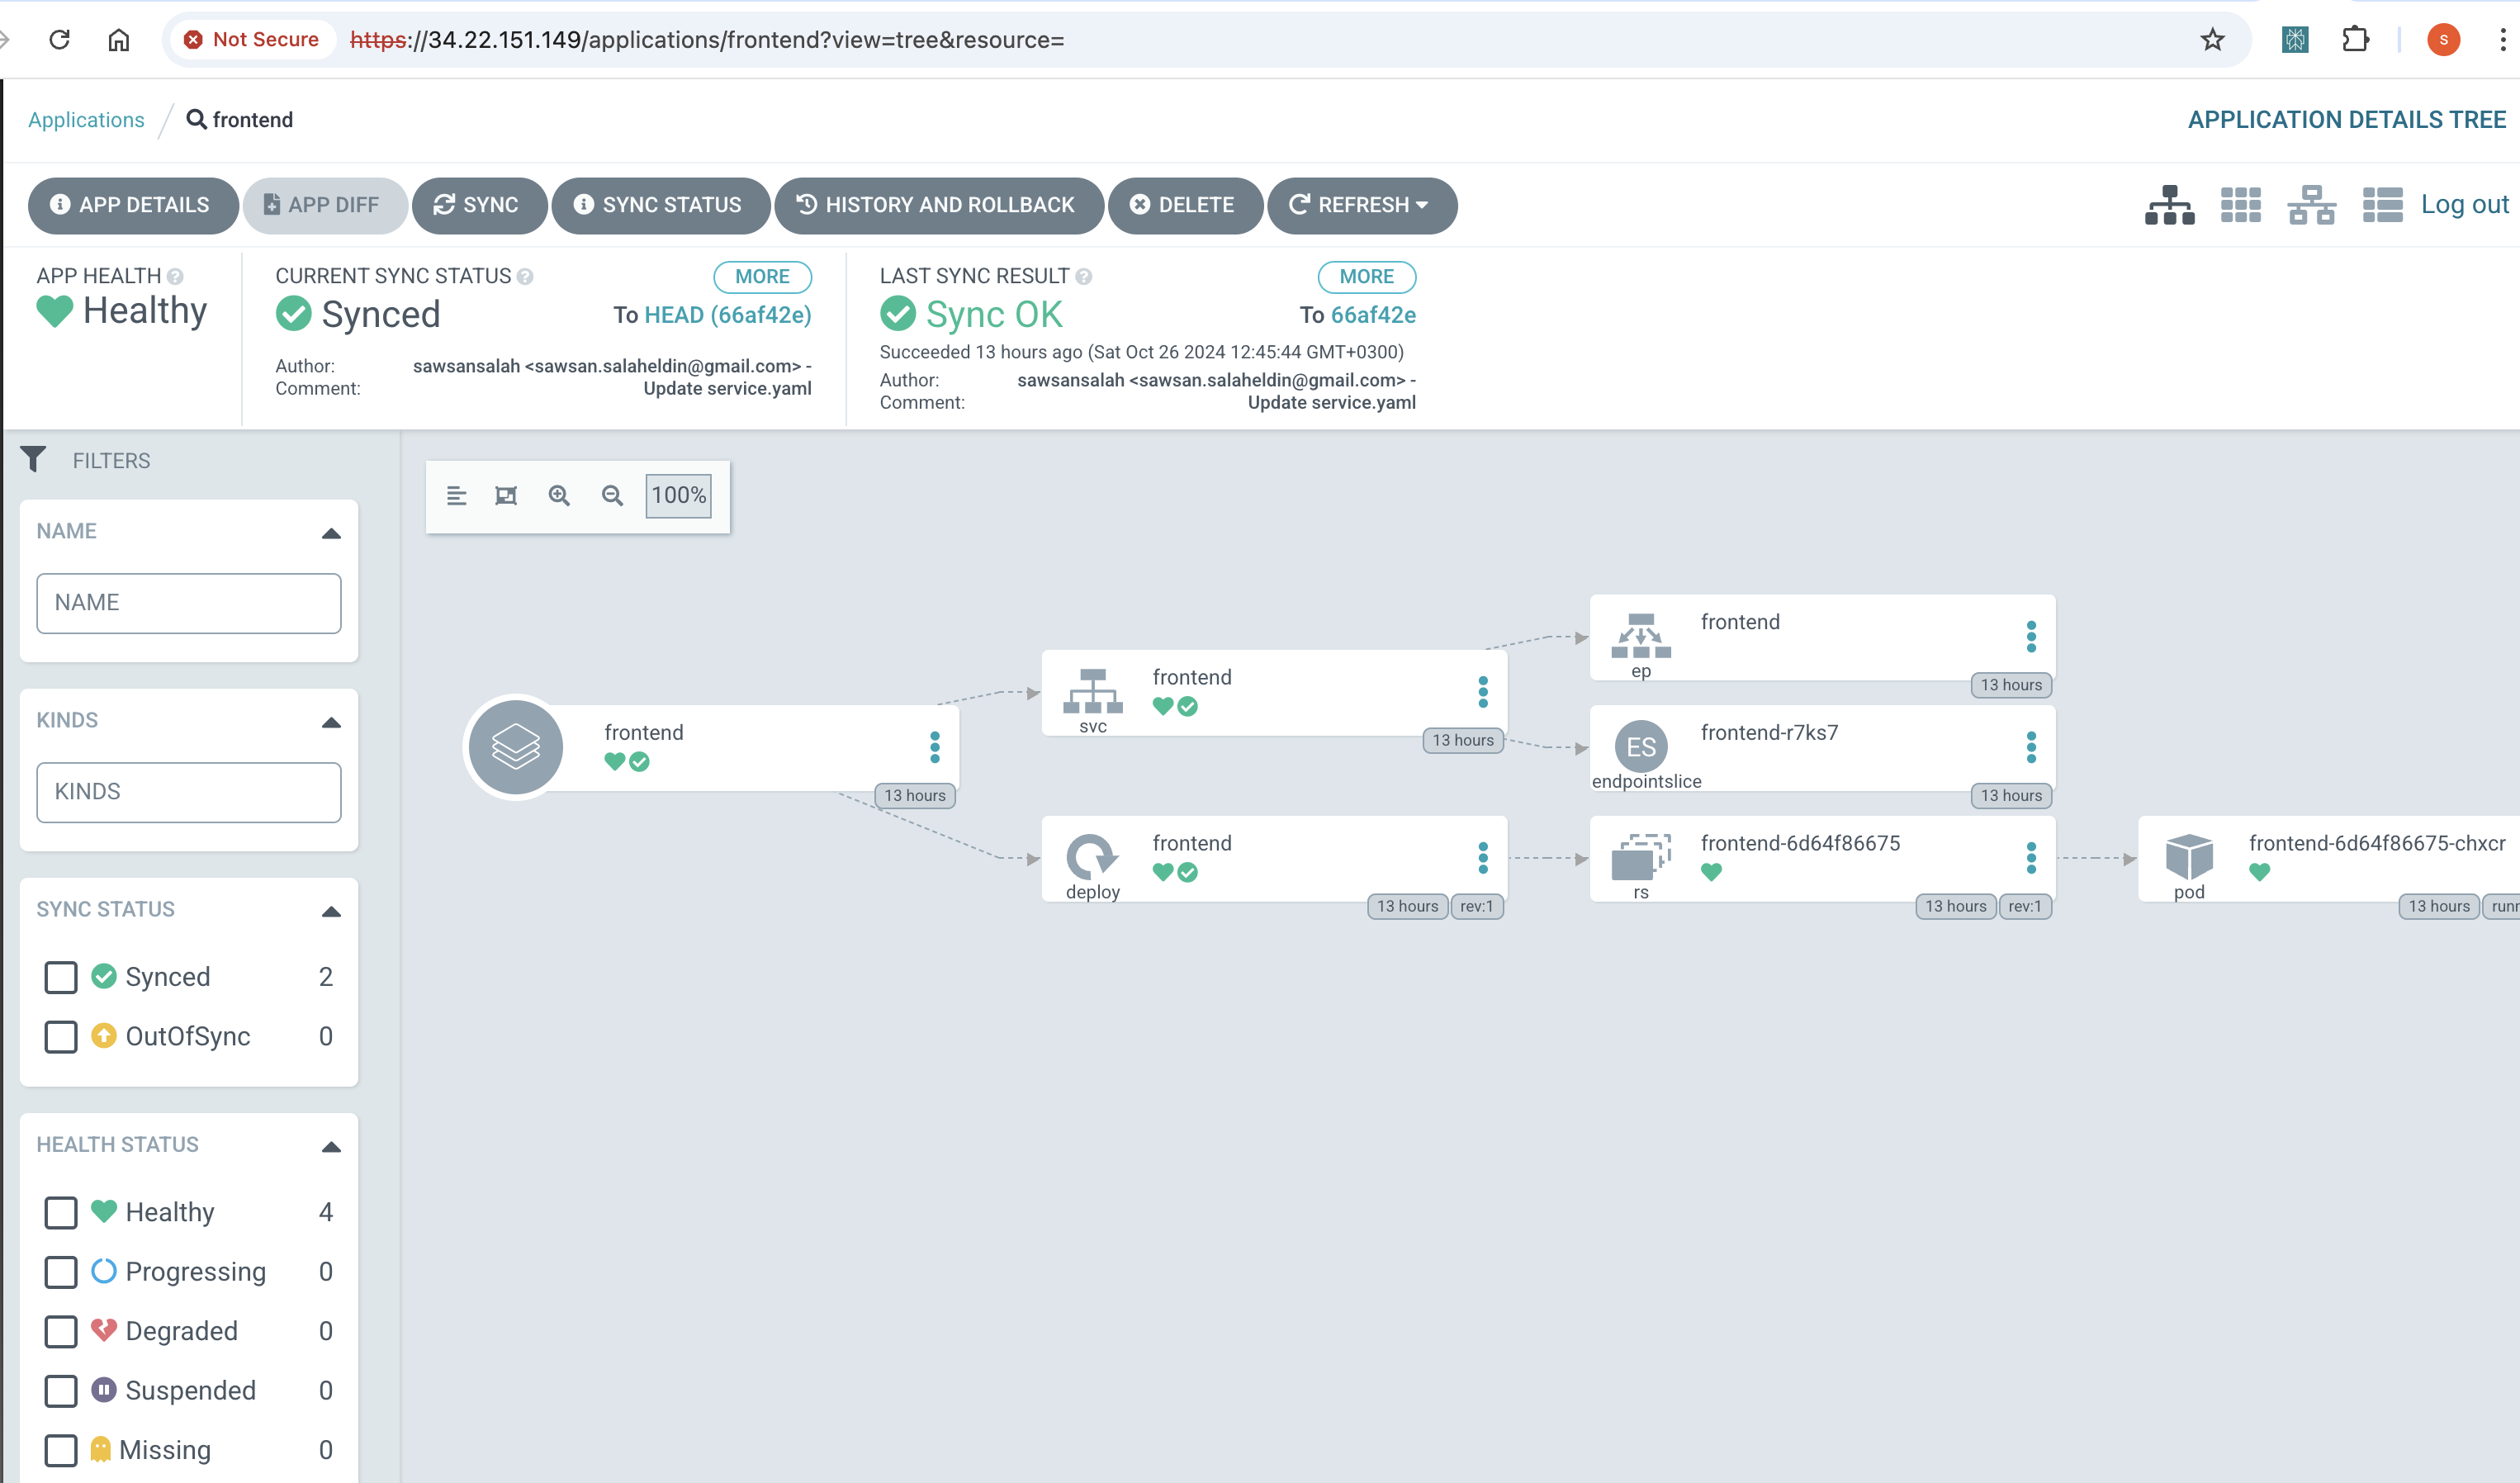 Not Secure https://34.22.151.149/applications/frontend?view=tree&resource= s
Applications / frontend APPLICATION DETAILS TREE
APP DETAILS APP DIFF SYNC SYNC STATUS HISTORY AND ROLLBACK DELETE REFRESH Log out
APP HEALTH
Healthy
CURRENT SYNC STATUS MORE
Synced To HEAD (66af42e)
Author: sawsansalah <sawsan.salaheldin@gmail.com> -
Comment: Update service.yaml
LAST SYNC RESULT MORE
Sync OK To 66af42e
Succeeded 13 hours ago (Sat Oct 26 2024 12:45:44 GMT+0300)
Author: sawsansalah <sawsan.salaheldin@gmail.com> -
Comment: Update service.yaml
FILTERS
NAME
NAME
KINDS
KINDS
SYNC STATUS
Synced 2
OutOfSync 0
HEALTH STATUS
Healthy 4
Progressing 0
Degraded 0
Suspended 0
Missing 0
100%
frontend
13 hours
svc
frontend
13 hours
deploy
frontend
13 hours rev:1
ep
frontend
13 hours
ES
endpointslice
frontend-r7ks7
13 hours
rs
frontend-6d64f86675
13 hours rev:1
pod
frontend-6d64f86675-chxcr
13 hours